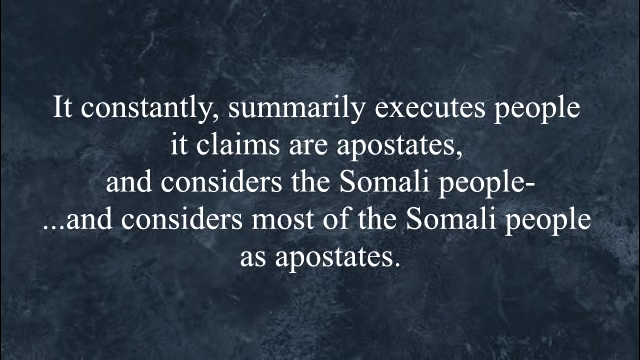 It constantly, summarily executes people
it claims are apostates,
and considers the Somali people-
...and considers most of the Somali people
as apostates.